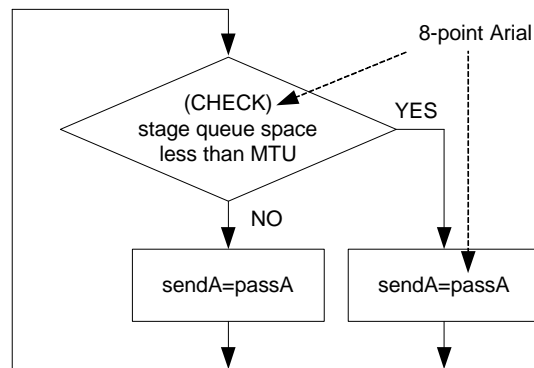 8-point Arial
(CHECK)
stage queue space
less than MTU
YES
NO
sendA=passA
sendA=passA